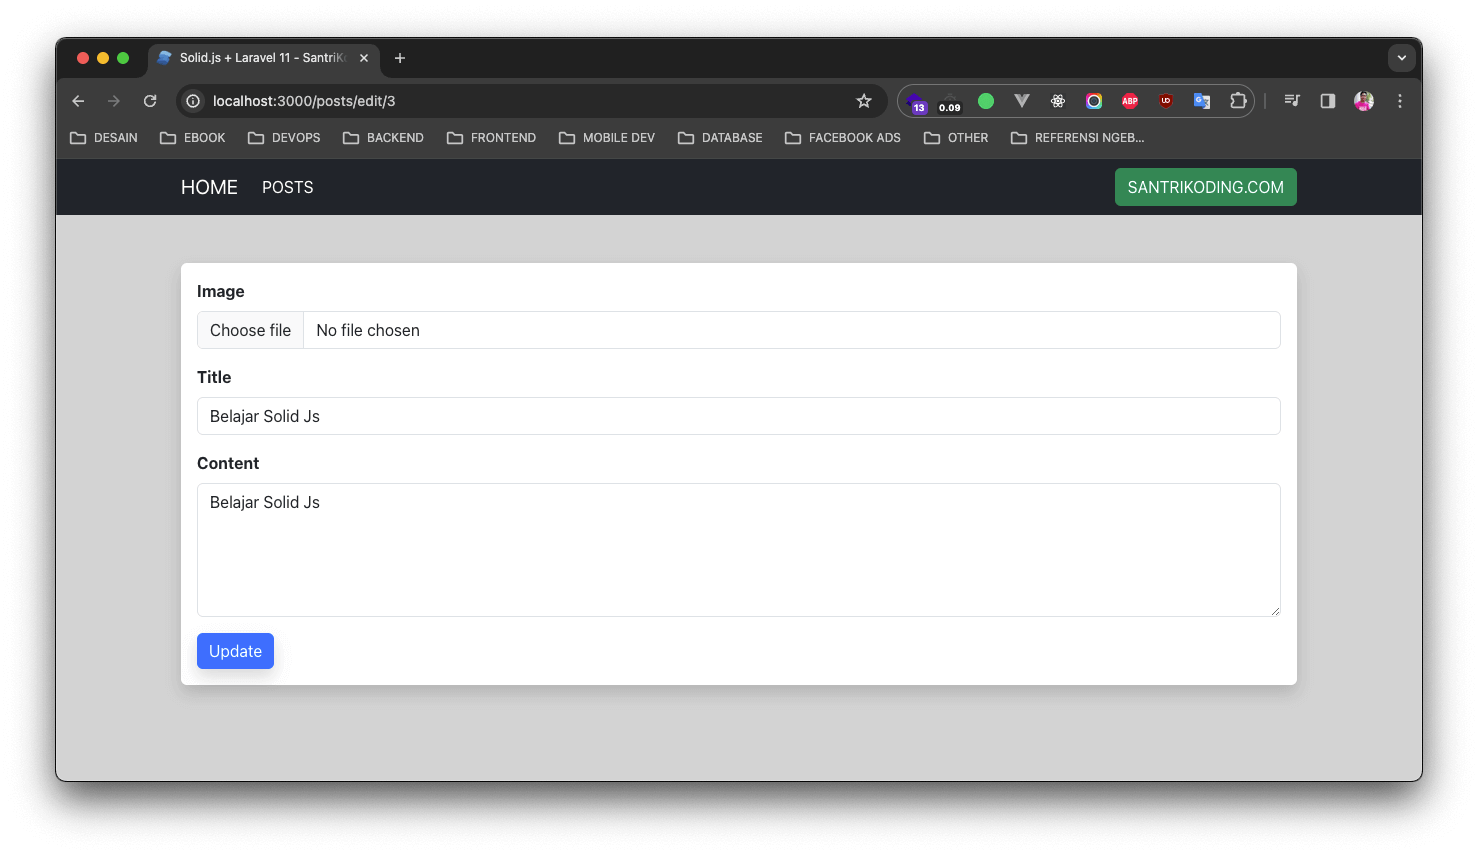 Solid.js + Laravel 11 - SantriK
localhost:3000/posts/edit/3
13
0.09
ABP
UD
G
DESAIN
EBOOK
DEVOPS
BACKEND
FRONTEND
MOBILE DEV
DATABASE
FACEBOOK ADS
OTHER
REFERENSI NGEB...
HOME
POSTS
SANTRIKODING.COM
Image
Choose file
No file chosen
Title
Belajar Solid Js
Content
Belajar Solid Js
Update